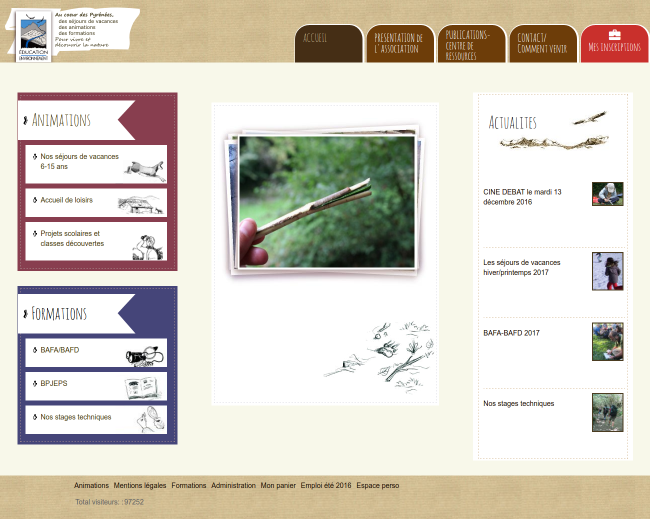 Au coeur des Pyrénées,
des séjours de vacances
des animations
des formations
Pour vivre et
découvrir la nature
EDUCATION
ENVIRONNEMENT
ACCUEIL
PRESENTATION DE
L' ASSOCIATION
PUBLICATIONS-
CENTRE DE
RESSOURCES
CONTACT/
COMMENT VENIR
MES INSCRIPTIONS
ANIMATIONS
Nos séjours de vacances
6-15 ans
Accueil de loisirs
Projets scolaires et
classes découvertes
FORMATIONS
BAFA/BAFD
BPJEPS
Nos stages techniques
ACTUALITES
CINE DEBAT le mardi 13
décembre 2016
Les séjours de vacances
hiver/printemps 2017
BAFA-BAFD 2017
Nos stages techniques
Animations Mentions légales Formations Administration Mon panier Emploi été 2016 Espace perso
Total visiteurs: : 97252